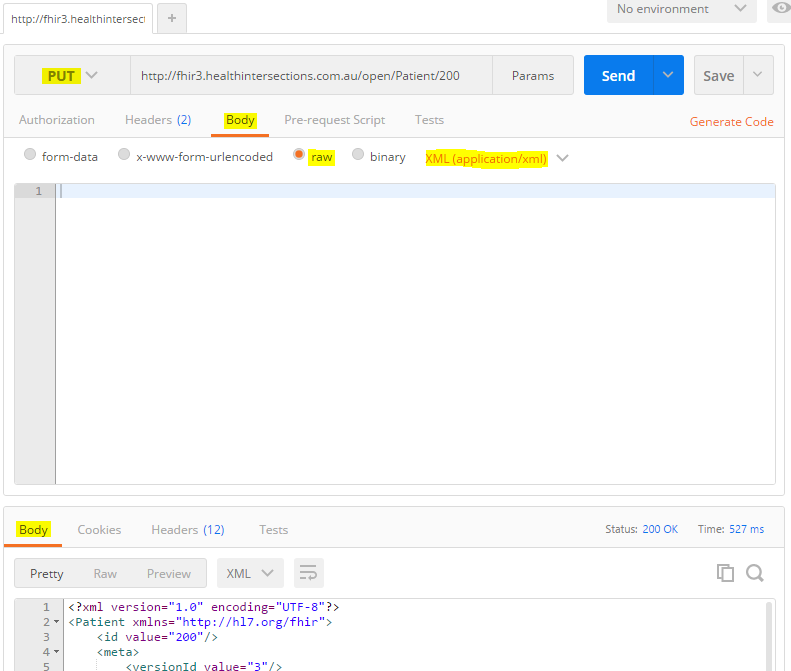 http://fhir3.healthintersect
+
No environment
PUT
http://fhir3.healthintersections.com.au/open/Patient/200
Params
Send
Save
Authorization
Headers (2)
Body
Pre-request Script
Tests
Generate Code
form-data
x-www-form-urlencoded
raw
binary
XML (application/xml)
1
Body
Cookies
Headers (12)
Tests
Status: 200 OK
Time: 527 ms
Pretty
Raw
Preview
XML
1 <?xml version="1.0" encoding="UTF-8"?>
2 <Patient xmlns="http://hl7.org/fhir">
3 <id value="200"/>
4 <meta>
5 <versionId value="3"/>